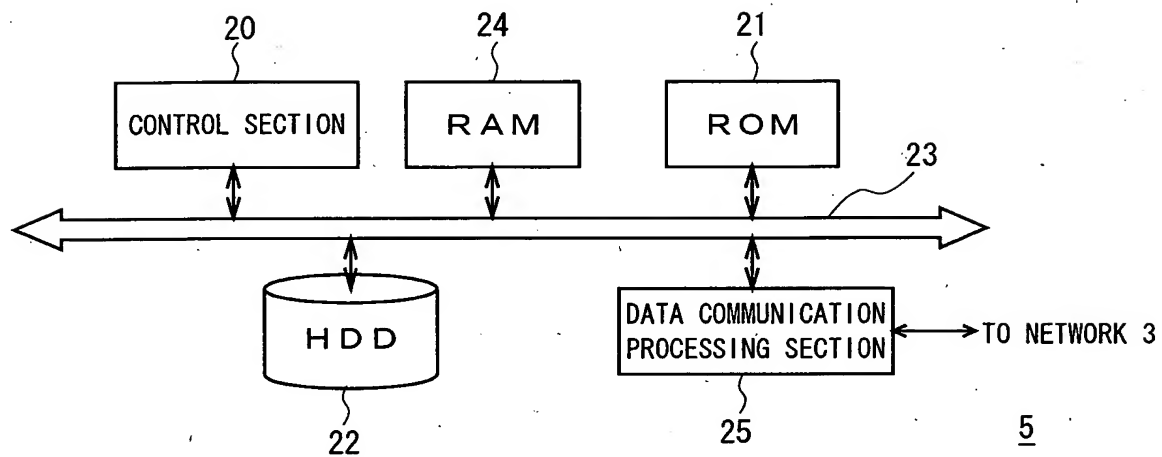 20
24
21
CONTROL SECTION
RAM
ROM
23
HDD
DATA COMMUNICATION
PROCESSING SECTION
TO NETWORK 3
22
25
5